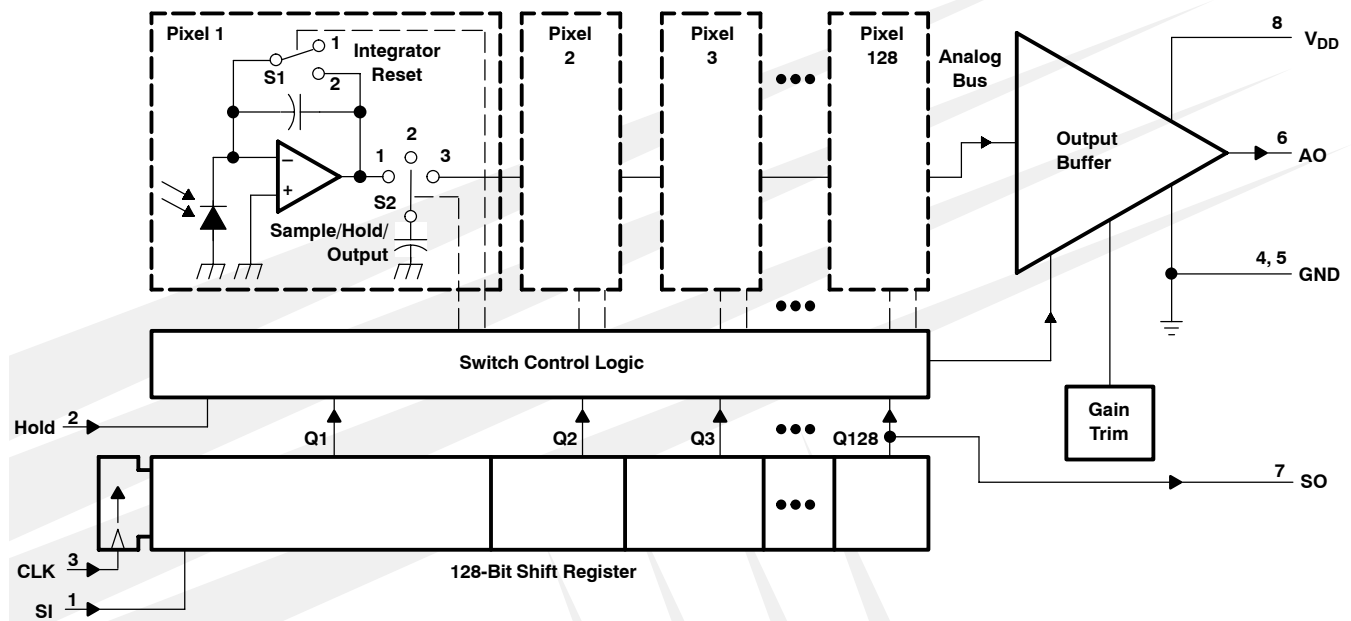 Pixel 1
1
Integrator
Reset
S1
2
Pixel
2
Pixel
3
Pixel
128
Analog
Bus
8
VDD
Output
Buffer
6
AO
−
+
1
2
3
S2
Sample/Hold/
Output
4, 5
GND
Switch Control Logic
Gain
Trim
Hold
2
Q1
Q2
Q3
Q128
7
SO
CLK
3
128-Bit Shift Register
SI
1